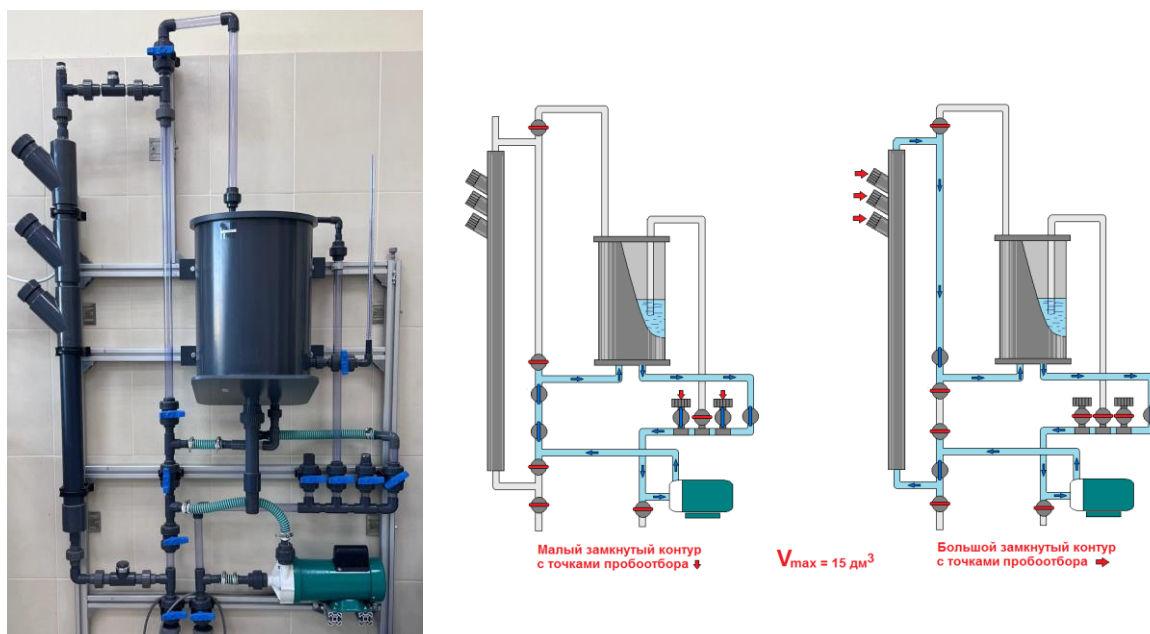 Малый замкнутый контур
с точками пробоотбора
Vmax = 15 дм³
Большой замкнутый контур
с точками пробоотбора